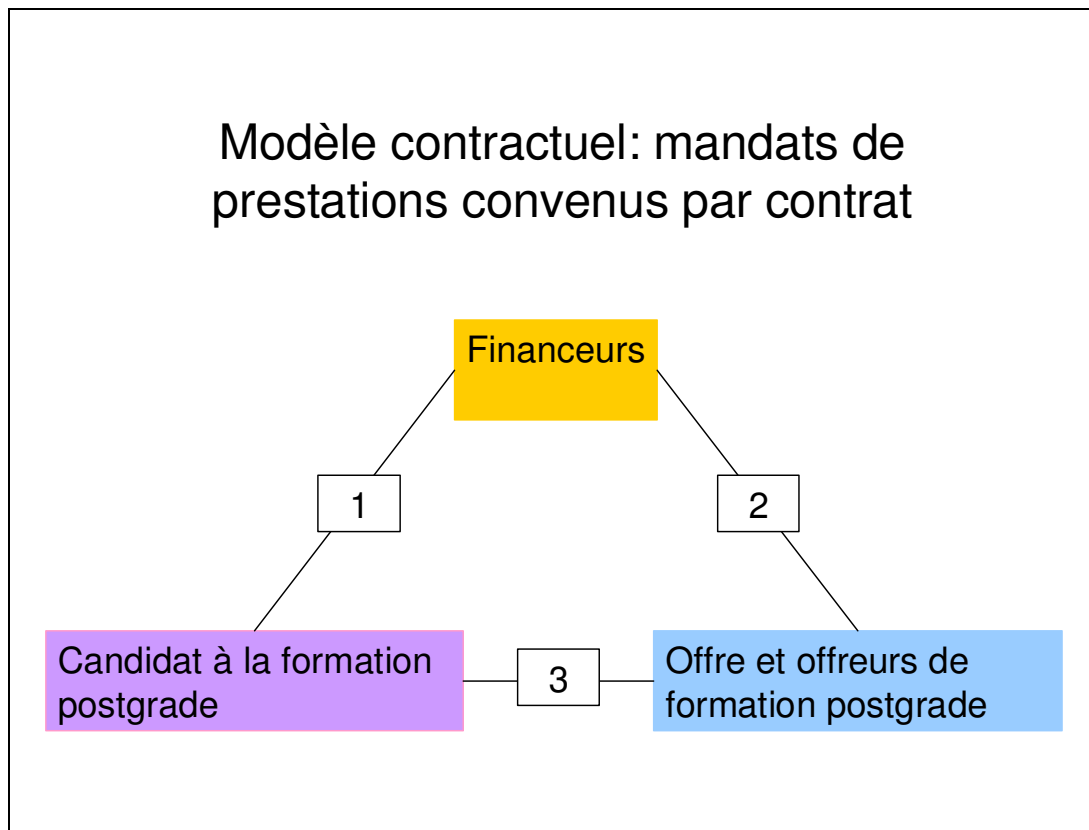 Modèle contractuel: mandats de
prestations convenus par contrat
Financeurs
1
2
Candidat à la formation
postgrade
3
Offre et offreurs de
formation postgrade